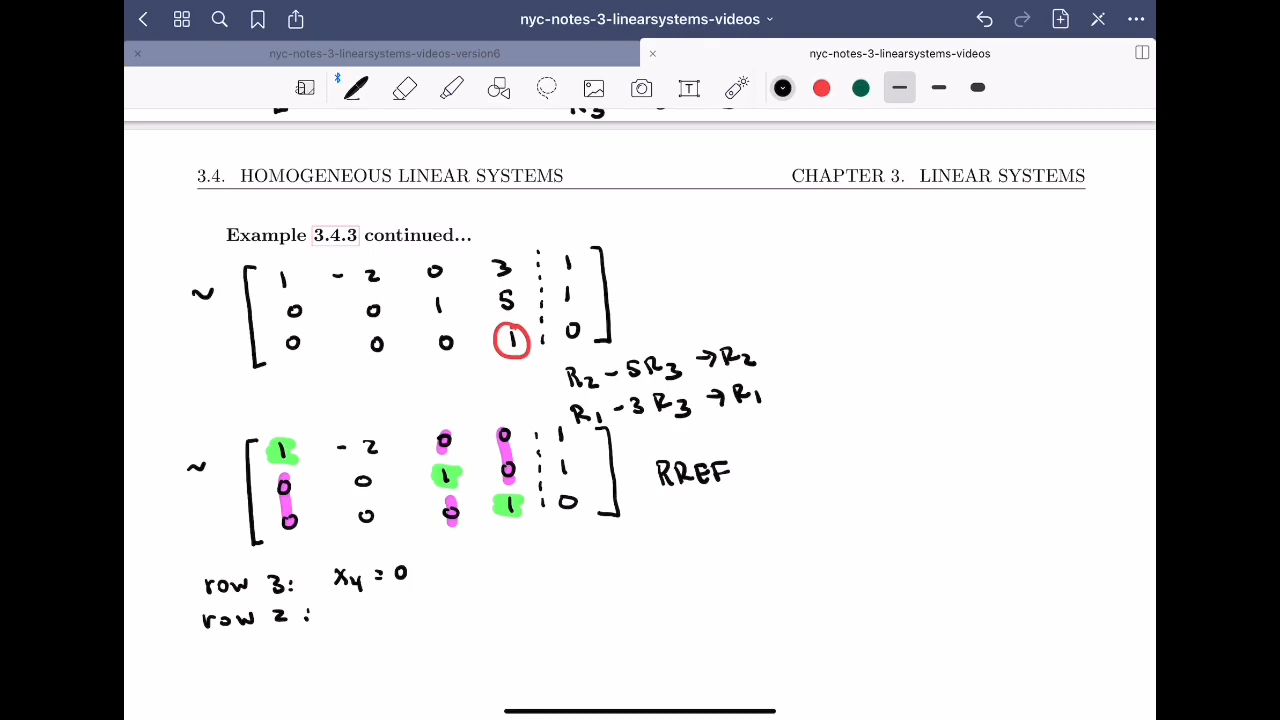 nyc-notes-3-linearsystems-videos
nyc-notes-3-linearsystems-videos-version6
nyc-notes-3-linearsystems-videos
R3
3.4. HOMOGENEOUS LINEAR SYSTEMS CHAPTER 3. LINEAR SYSTEMS
Example 3.4.3 continued...
~ [ 1 -2 0 3 ⋮ 1
0 0 1 5 ⋮ 1
0 0 0 1 ⋮ 0 ]
R2 - 5R3 → R2
R1 - 3R3 → R1
~ [ 1 -2 0 0 ⋮ 1
0 0 1 0 ⋮ 1 RREF
0 0 0 1 ⋮ 0 ]
row 3: x4 = 0
row 2: